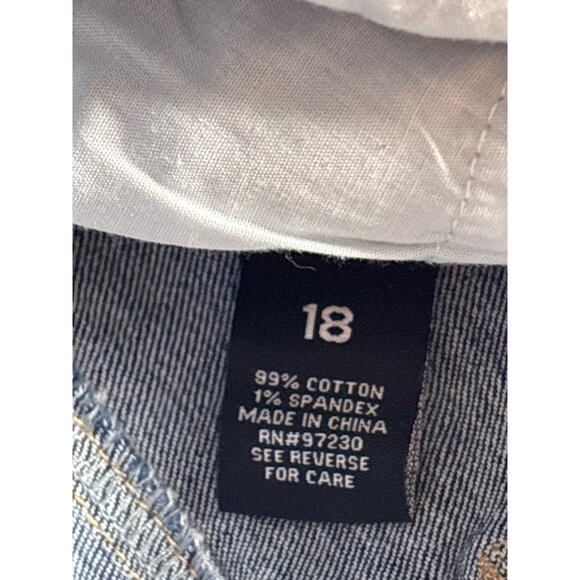 18
99% COTTON
1% SPANDEX
MADE IN CHINA
RN#97230
SEE REVERSE
FOR CARE